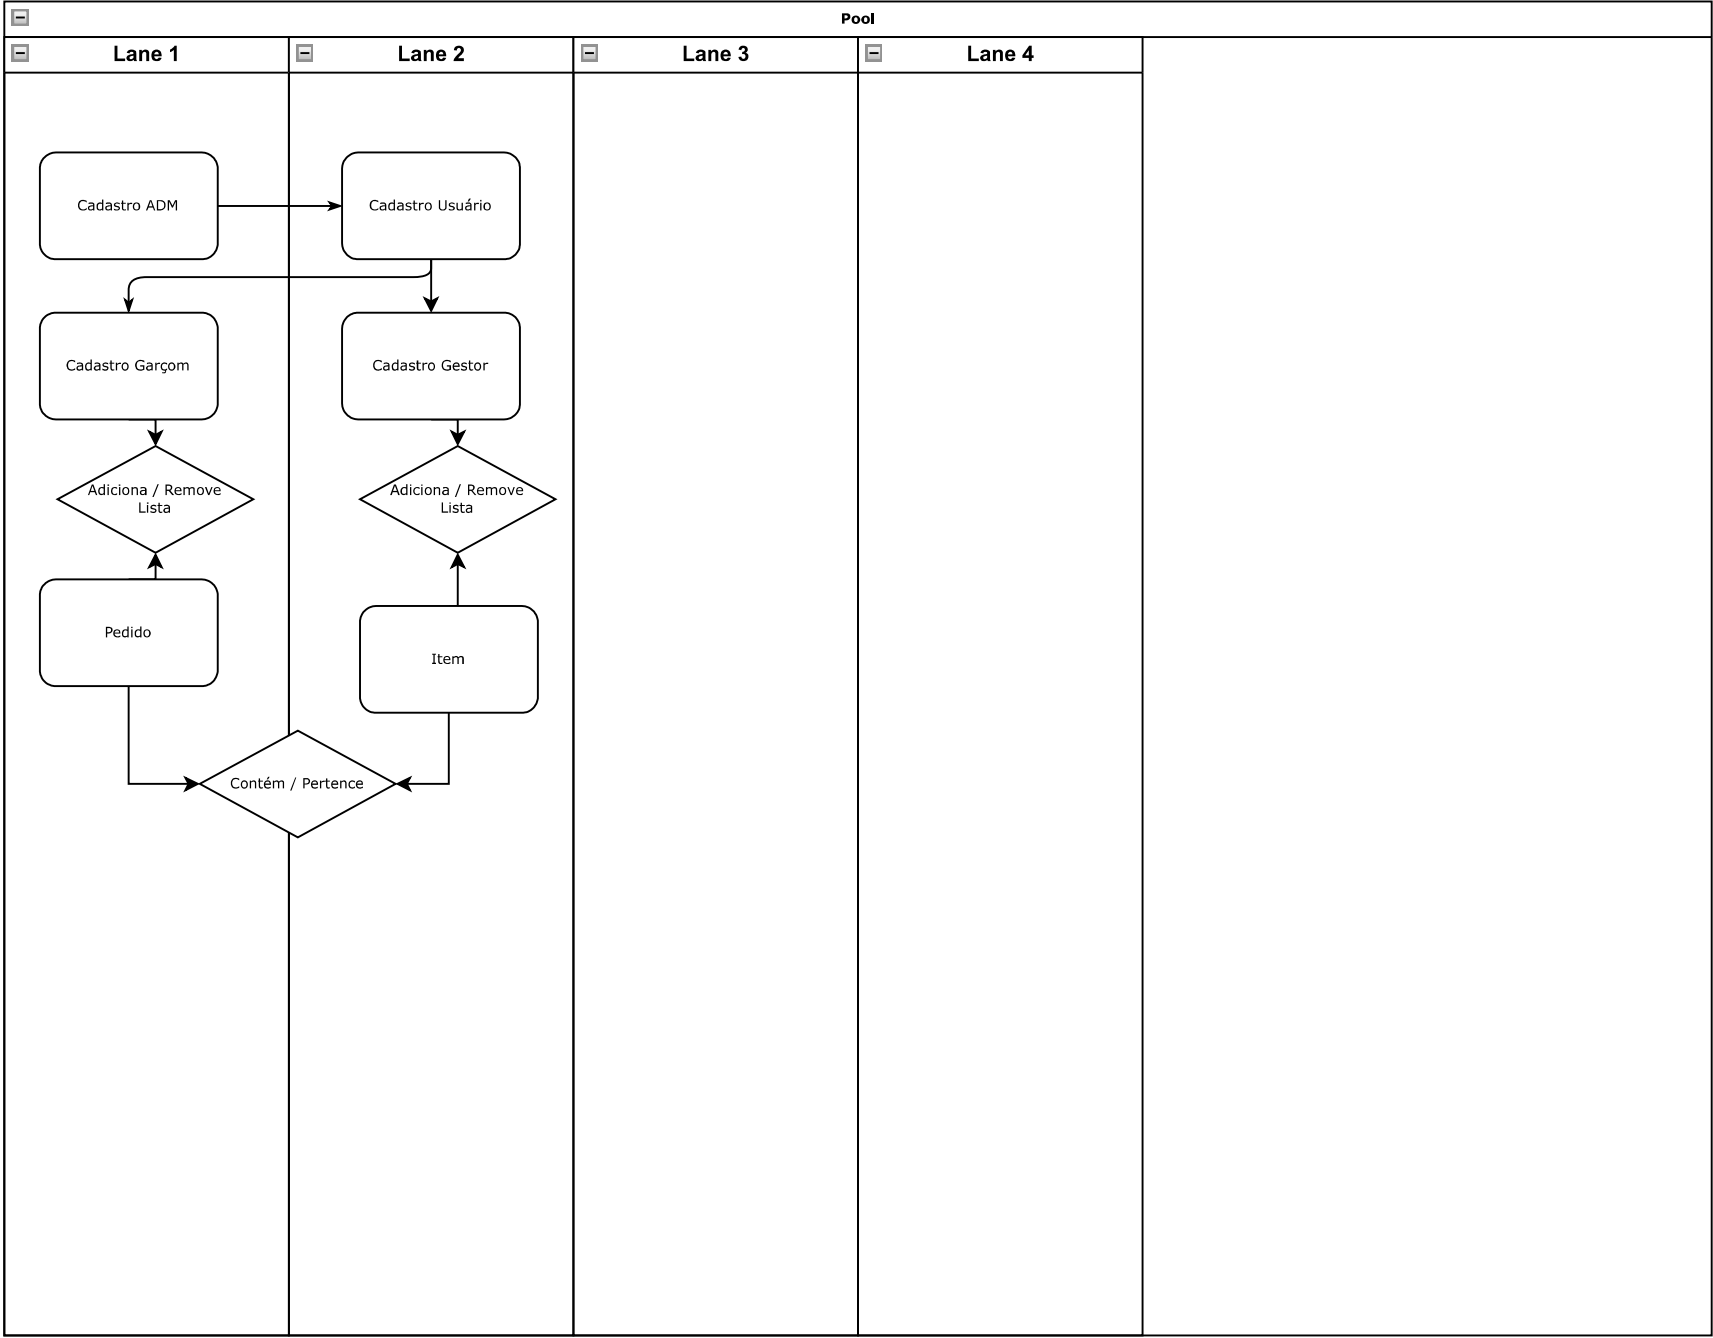 Pool
Lane 1
Lane 2
Lane 3
Lane 4
Cadastro ADM
Cadastro Usuário
Cadastro Garçom
Cadastro Gestor
Adiciona / Remove
Lista
Adiciona / Remove
Lista
Pedido
Item
Contém / Pertence